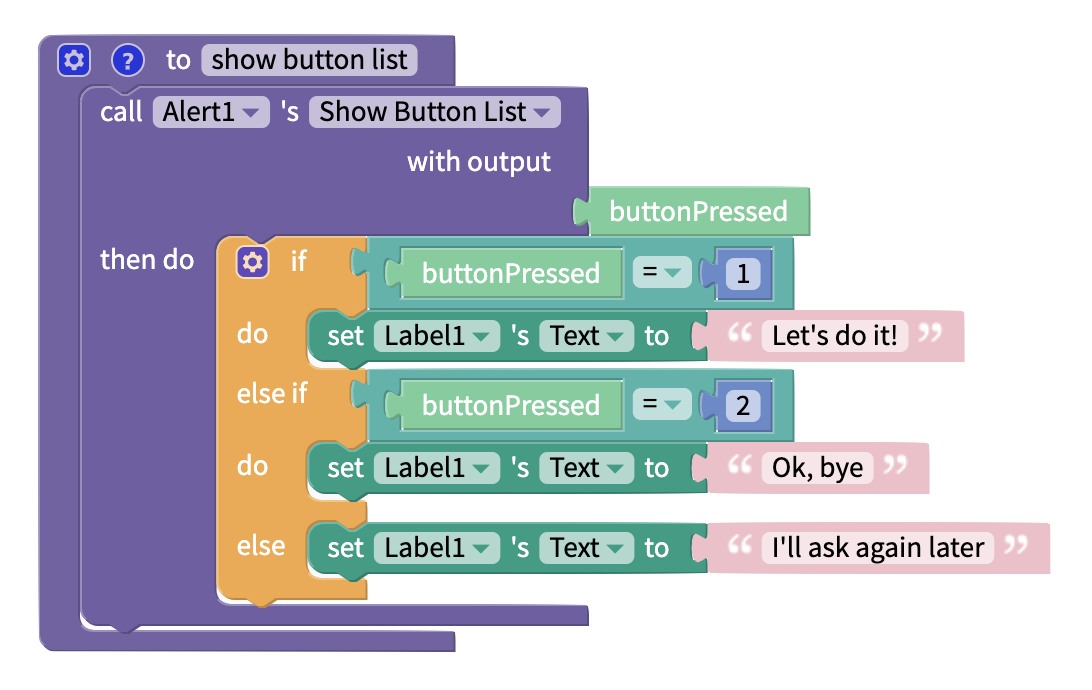 ? to show button list
call Alert1 's Show Button List
with output
buttonPressed
then do if buttonPressed = 1
do set Label1 's Text to “ Let's do it! ”
else if buttonPressed = 2
do set Label1 's Text to “ Ok, bye ”
else set Label1 's Text to “ I'll ask again later ”